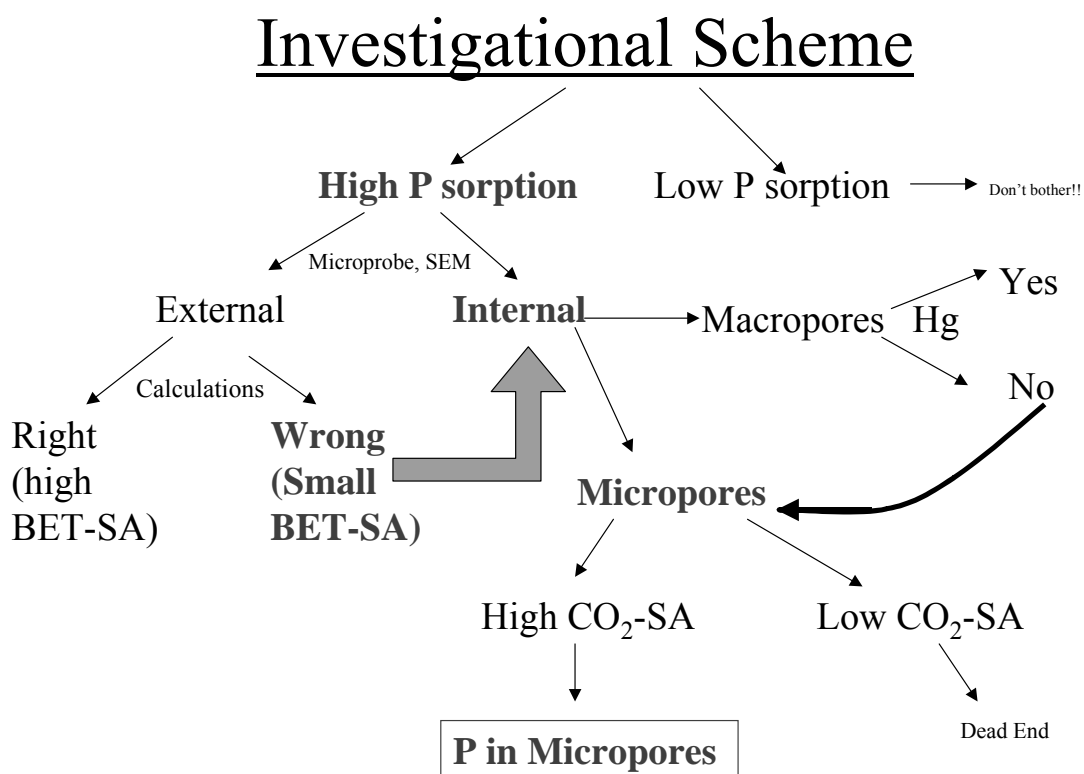 Investigational Scheme
High P sorption
Low P sorption
Don't bother!!
Microprobe, SEM
External
Internal
Macropores
Hg
Yes
No
Calculations
Right
(high
BET-SA)
Wrong
(Small
BET-SA)
Micropores
High CO₂-SA
Low CO₂-SA
P in Micropores
Dead End